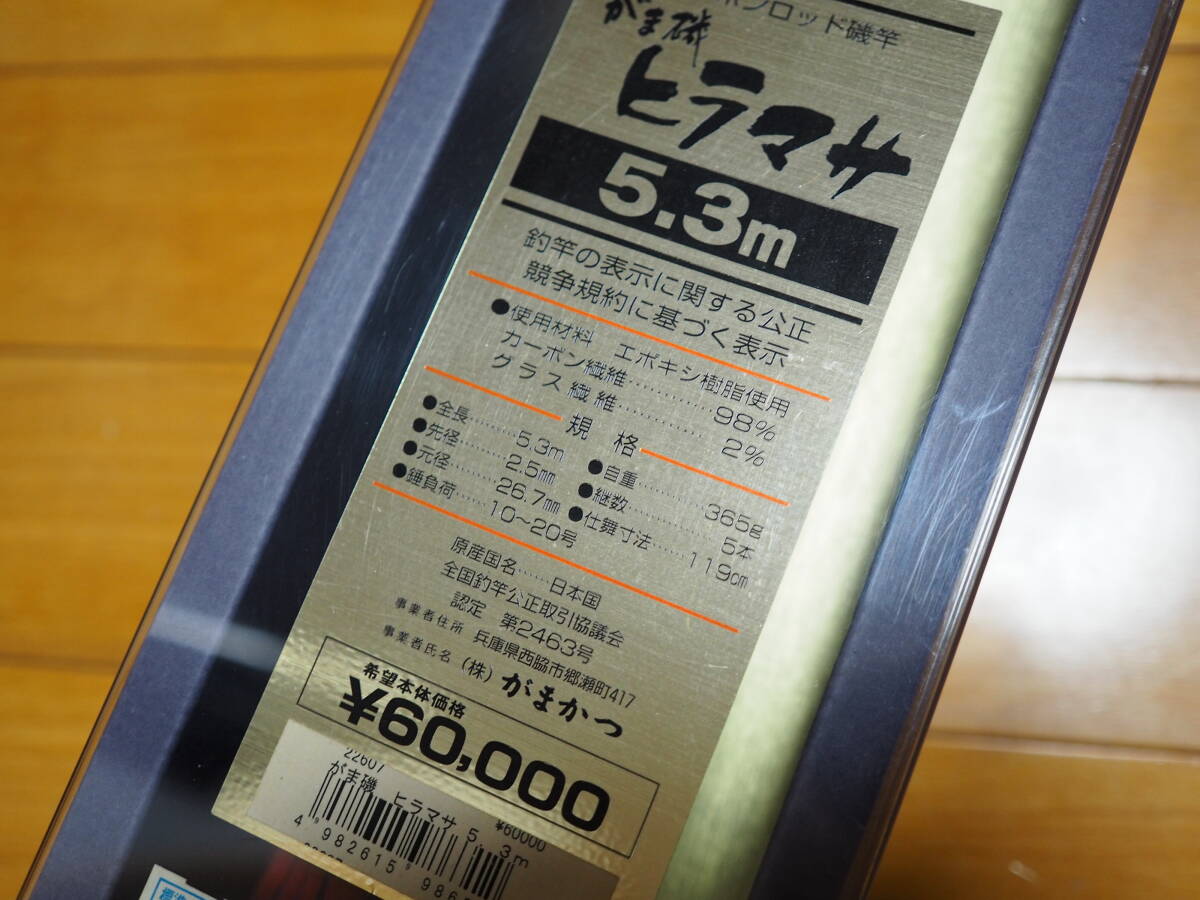 ボンロッド磯竿
がま磯
ヒラマサ
5.3m
釣竿の表示に関する公正
競争規約に基づく表示
●使用材料 エポキシ樹脂使用
カーボン繊維………98%
グラス繊維………2%
規格
●全長………5.3m
●先径………2.5mm
●元径………26.7mm
●錘負荷……10〜20号
●自重………365g
●継数………5本
●仕舞寸法……119cm
原産国名……日本国
全国釣竿公正取引協議会
認定 第2463号
事業者住所 兵庫県西脇市郷瀬町417
事業者氏名 (株)がまかつ
希望本体価格
¥60,000
22607
がま磯 ヒラマサ 5.3m
¥60000
4 982615